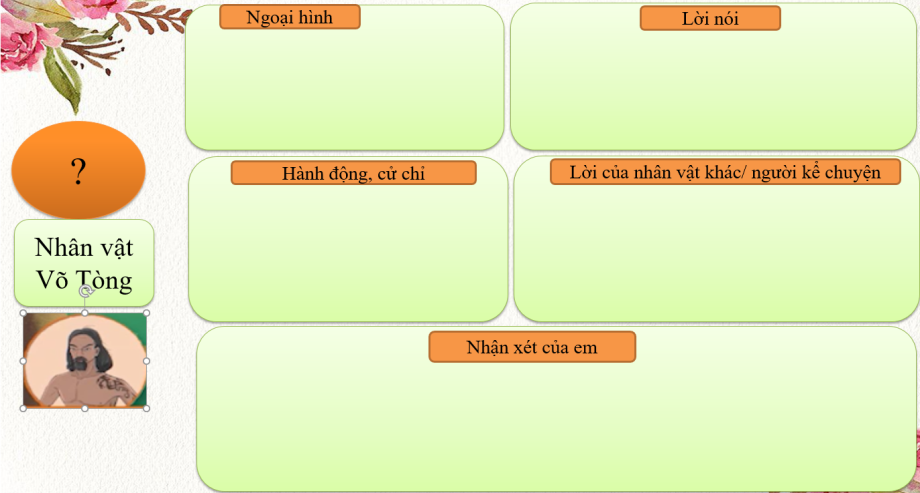 Ngoại hình
Lời nói
?
Hành động, cử chỉ
Lời của nhân vật khác/ người kể chuyện
Nhân vật
Võ Tòng
Nhận xét của em